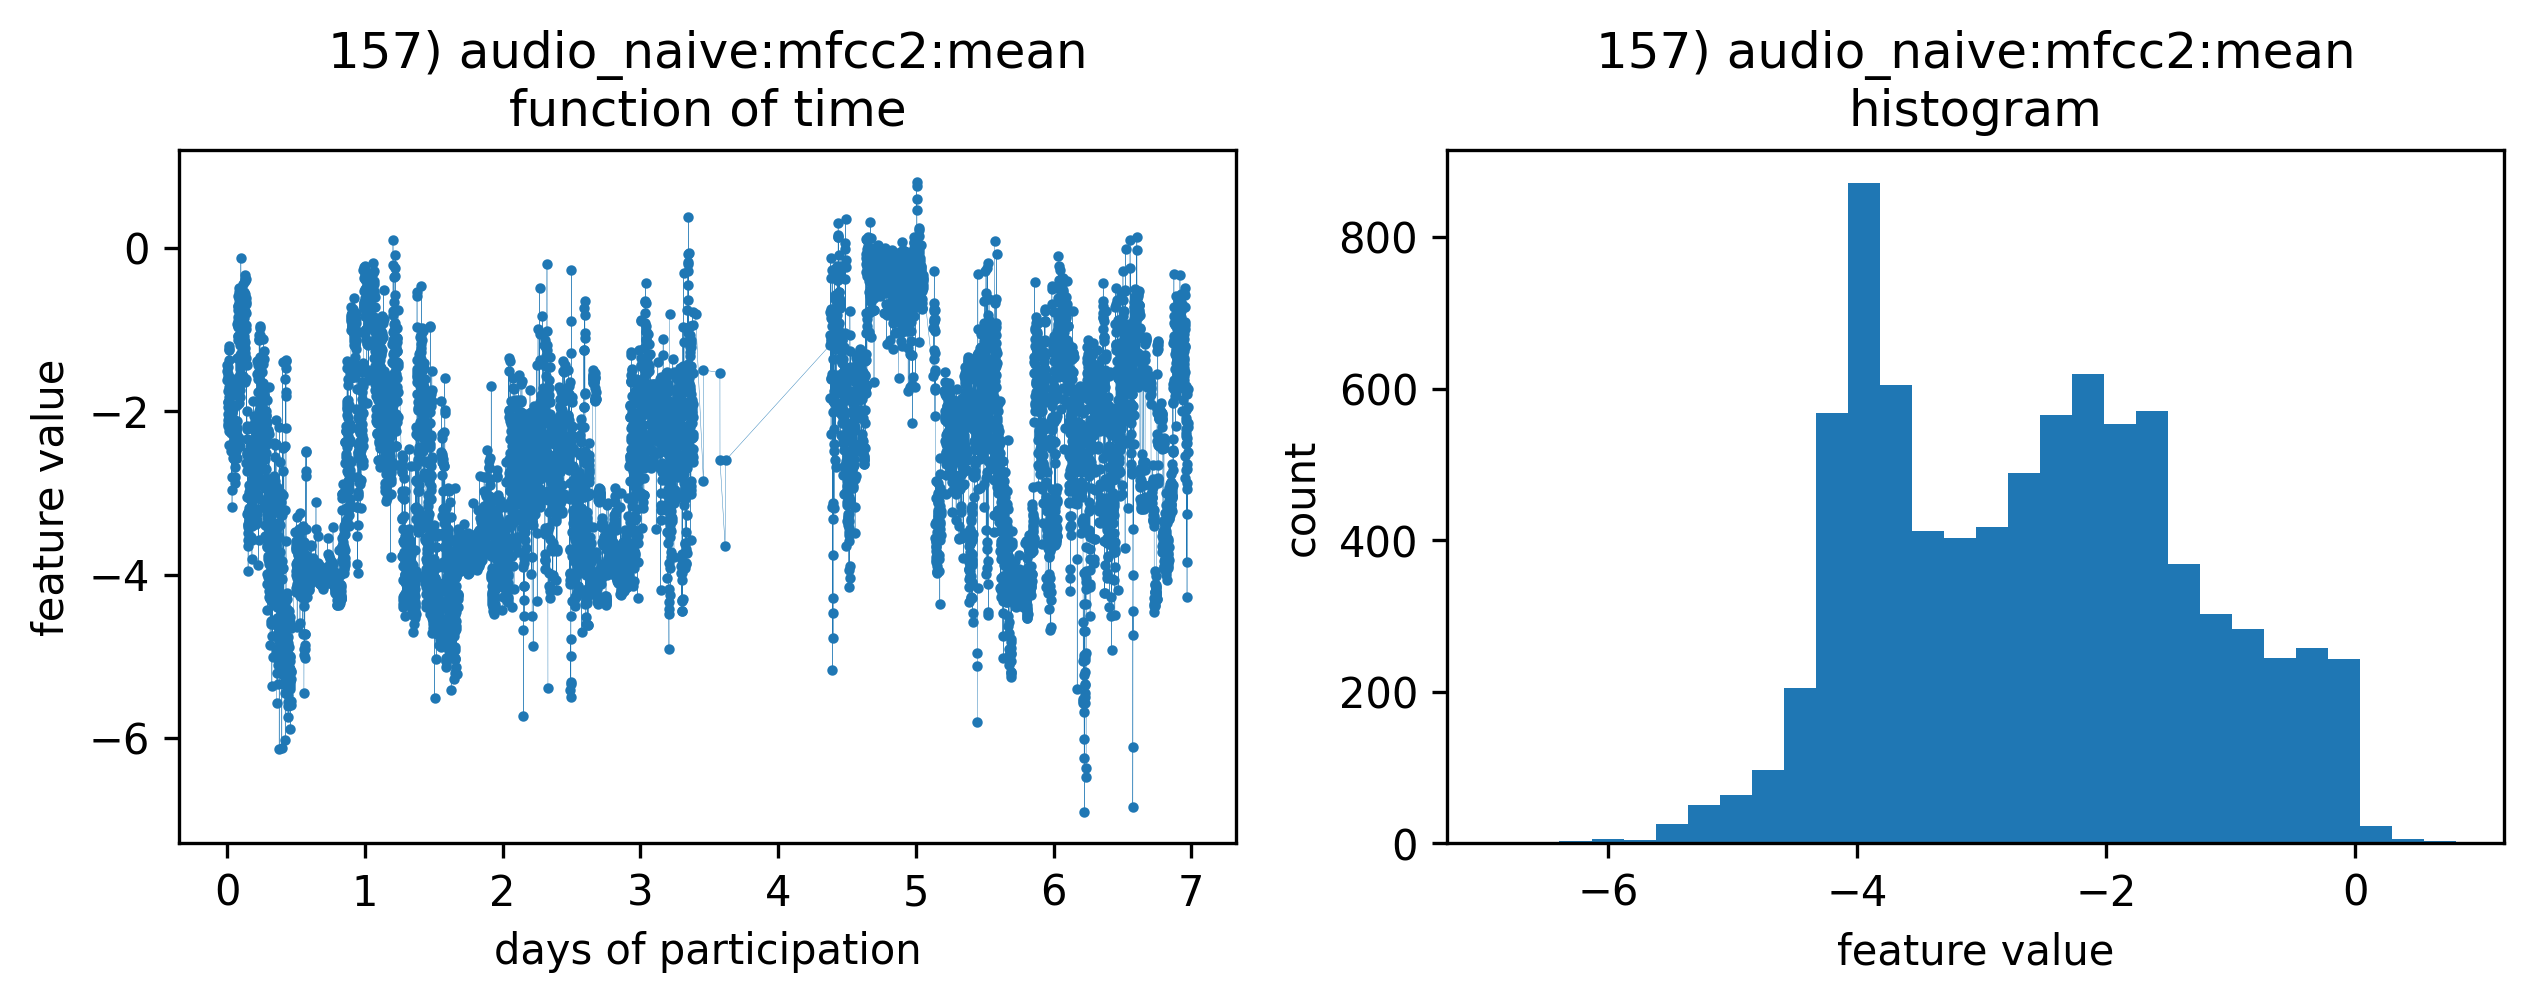 157) audio_naive:mfcc2:mean
function of time
0
−2
−4
−6
feature value
0 1 2 3 4 5 6 7
days of participation
157) audio_naive:mfcc2:mean
histogram
800
600
400
200
0
count
−6 −4 −2 0
feature value